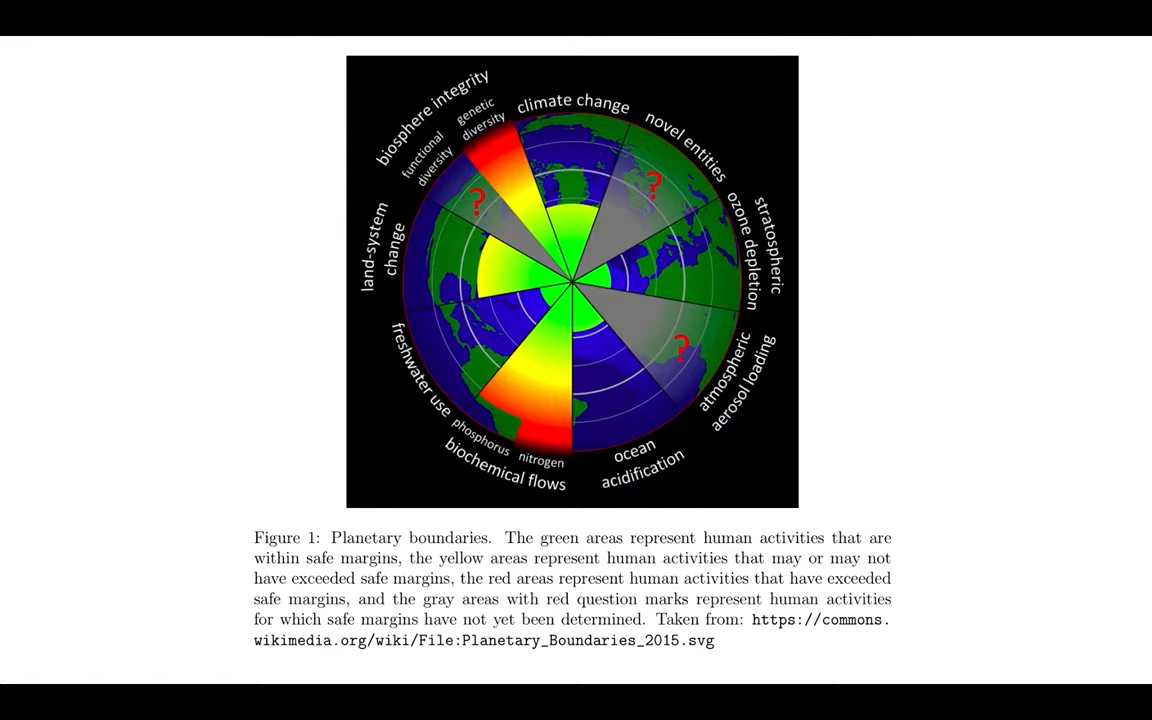 biosphere integrity
genetic
diversity
functional
diversity
climate change
novel entities
?
?
stratospheric
ozone depletion
land-system
change
?
atmospheric
aerosol loading
freshwater use
phosphorus
nitrogen
biochemical flows
ocean
acidification
Figure 1: Planetary boundaries. The green areas represent human activities that are
within safe margins, the yellow areas represent human activities that may or may not
have exceeded safe margins, the red areas represent human activities that have exceeded
safe margins, and the gray areas with red question marks represent human activities
for which safe margins have not yet been determined. Taken from: https://commons.
wikimedia.org/wiki/File:Planetary_Boundaries_2015.svg